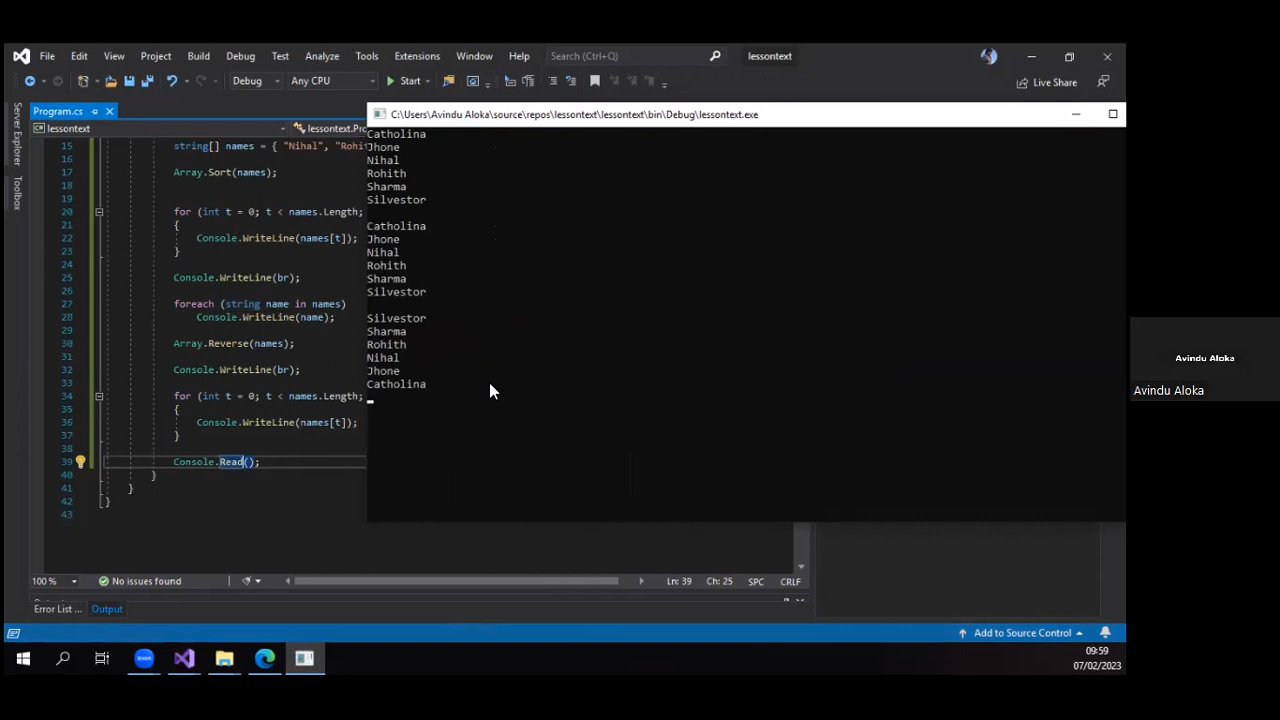 File Edit View Project Build Debug Test Analyze Tools Extensions Window Help Search (Ctrl+Q) lessontext
Debug Any CPU Start Live Share
Program.cs
lessontext lessontext.Pro
C:\Users\Avindu Aloka\source\repos\lessontext\lessontext\bin\Debug\lessontext.exe
Server Explorer
Toolbox
15 string[] names = { "Nihal", "Rohit
16
17 Array.Sort(names);
18
19
20 for (int t = 0; t < names.Length;
21 {
22 Console.WriteLine(names[t]);
23 }
24
25 Console.WriteLine(br);
26
27 foreach (string name in names)
28 Console.WriteLine(name);
29
30 Array.Reverse(names);
31
32 Console.WriteLine(br);
33
34 for (int t = 0; t < names.Length;
35 {
36 Console.WriteLine(names[t]);
37 }
38
39 Console.Read();
40 }
41 }
42 }
43
Catholina
Jhone
Nihal
Rohith
Sharma
Silvestor
Catholina
Jhone
Nihal
Rohith
Sharma
Silvestor
Silvestor
Sharma
Rohith
Nihal
Jhone
Catholina
Avindu Aloka
Avindu Aloka
100 % No issues found Ln: 39 Ch: 25 SPC CRLF
Error List ... Output
Add to Source Control
zoom
09:59
07/02/2023